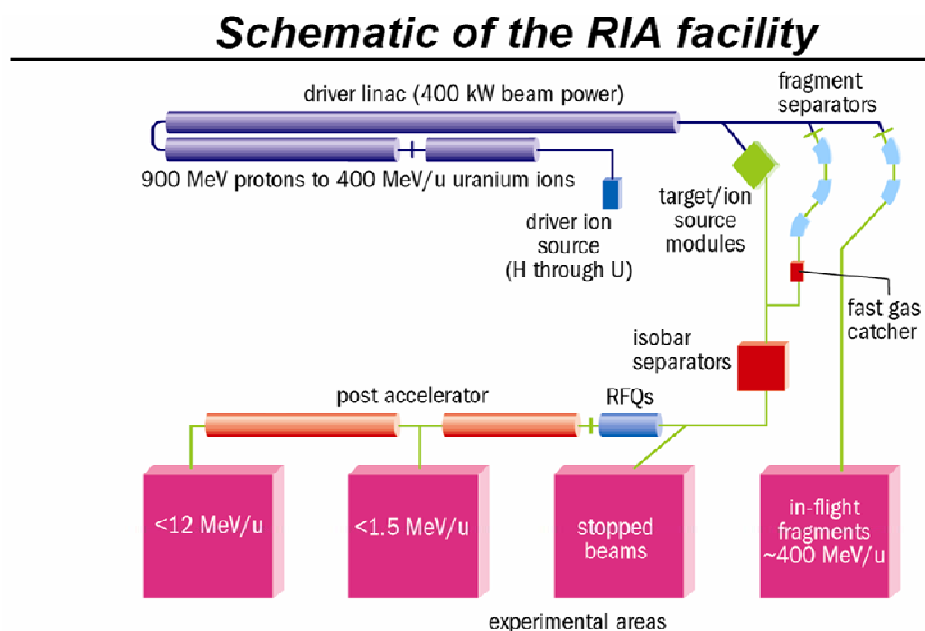 Schematic of the RIA facility
driver linac (400 kW beam power)
fragment
separators
900 MeV protons to 400 MeV/u uranium ions
driver ion
source
(H through U)
target/ion
source
modules
fast gas
catcher
isobar
separators
post accelerator
RFQs
<12 MeV/u
<1.5 MeV/u
stopped
beams
in-flight
fragments
~400 MeV/u
experimental areas